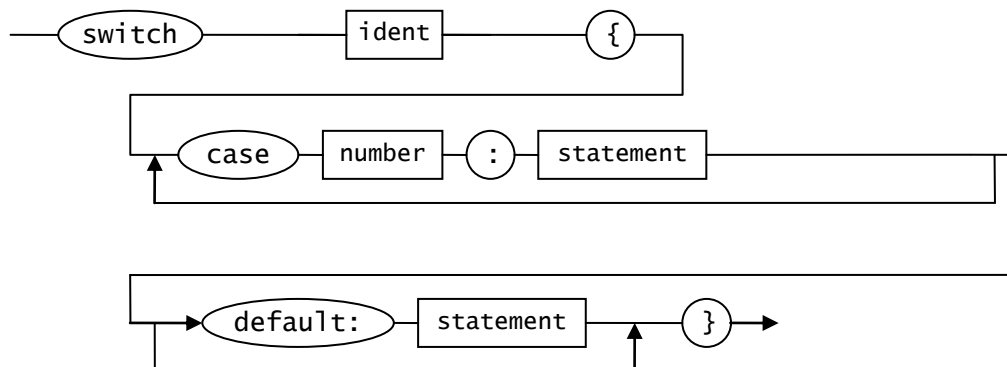 switch ident {
case number : statement
default: statement }